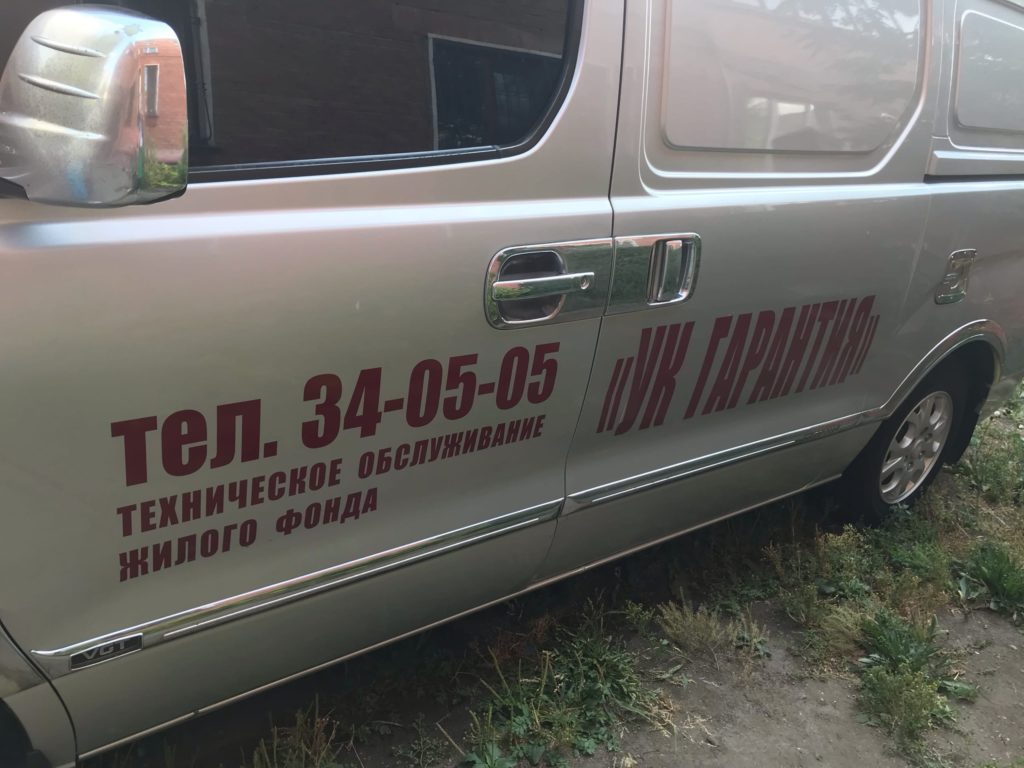 тел. 34-05-05
ТЕХНИЧЕСКОЕ ОБСЛУЖИВАНИЕ
ЖИЛОГО ФОНДА
«УК ГАРАНТИЯ»
VGT